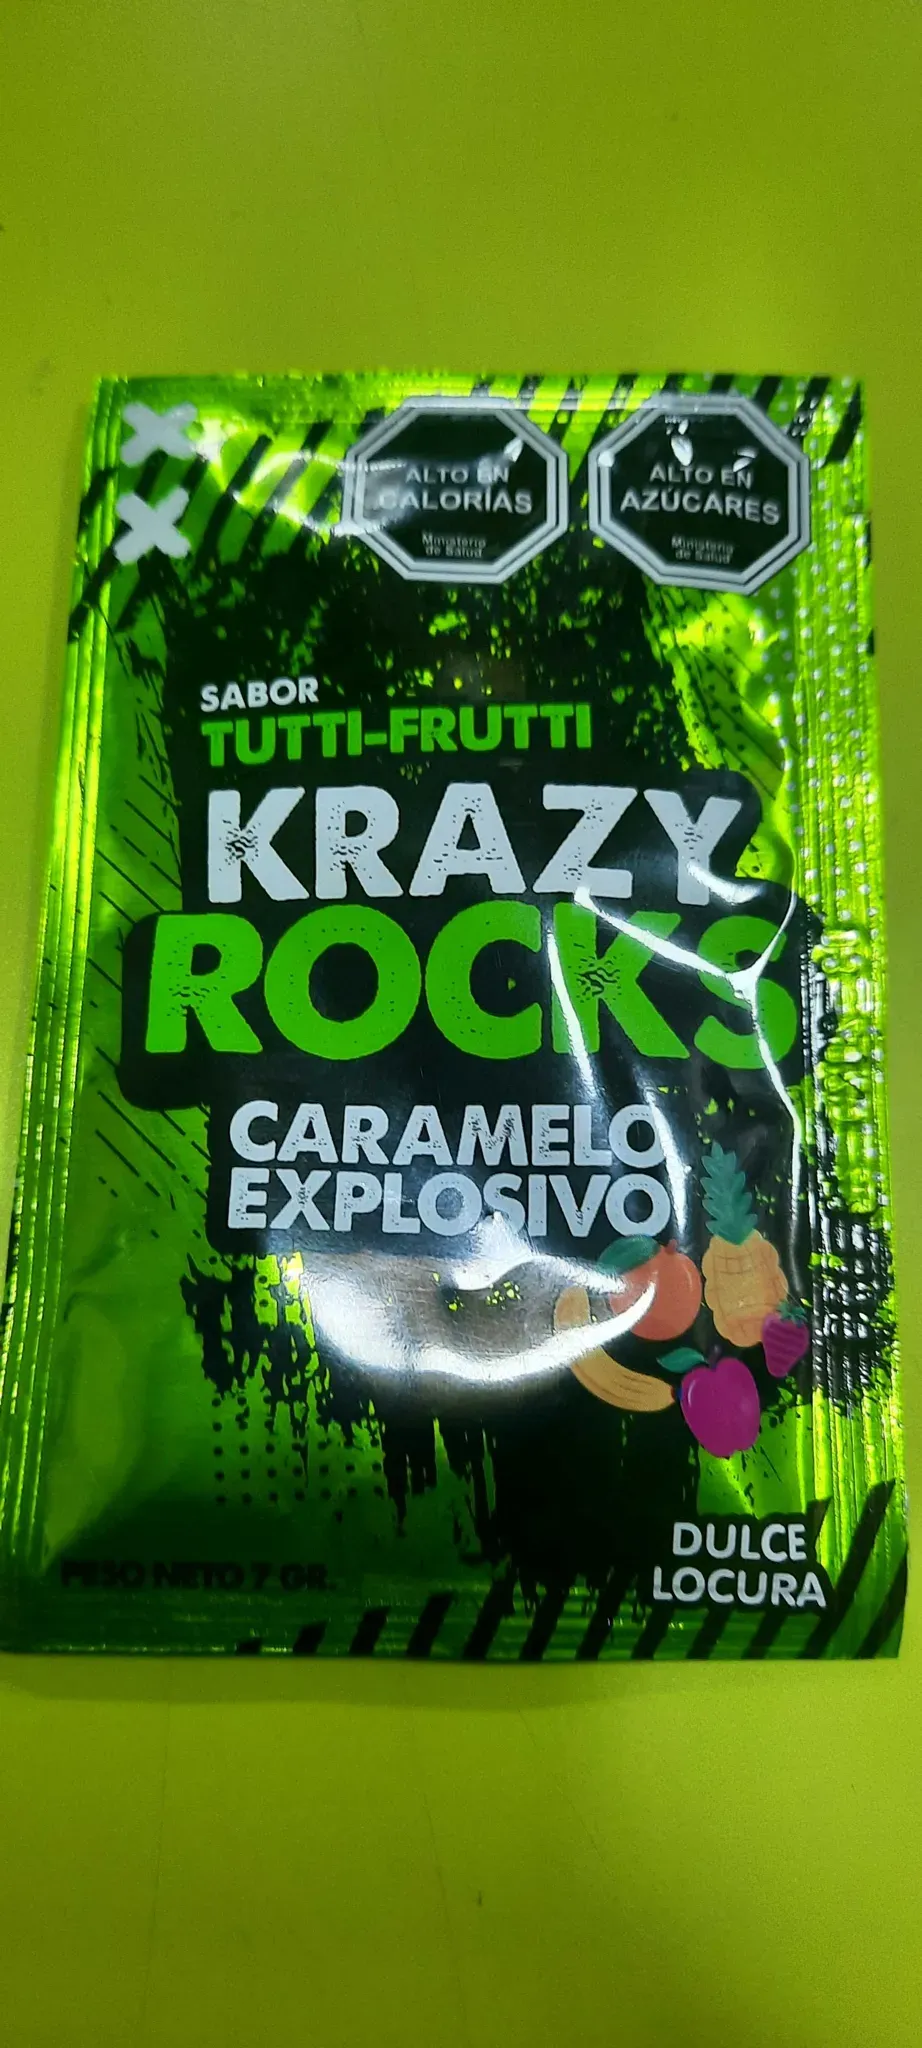 ALTO EN
CALORÍAS
Ministerio
de Salud
ALTO EN
AZÚCARES
Ministerio
de Salud
SABOR
TUTTI-FRUTTI
KRAZY
ROCKS
CARAMELO
EXPLOSIVO
PESO NETO 7 GR.
DULCE
LOCURA